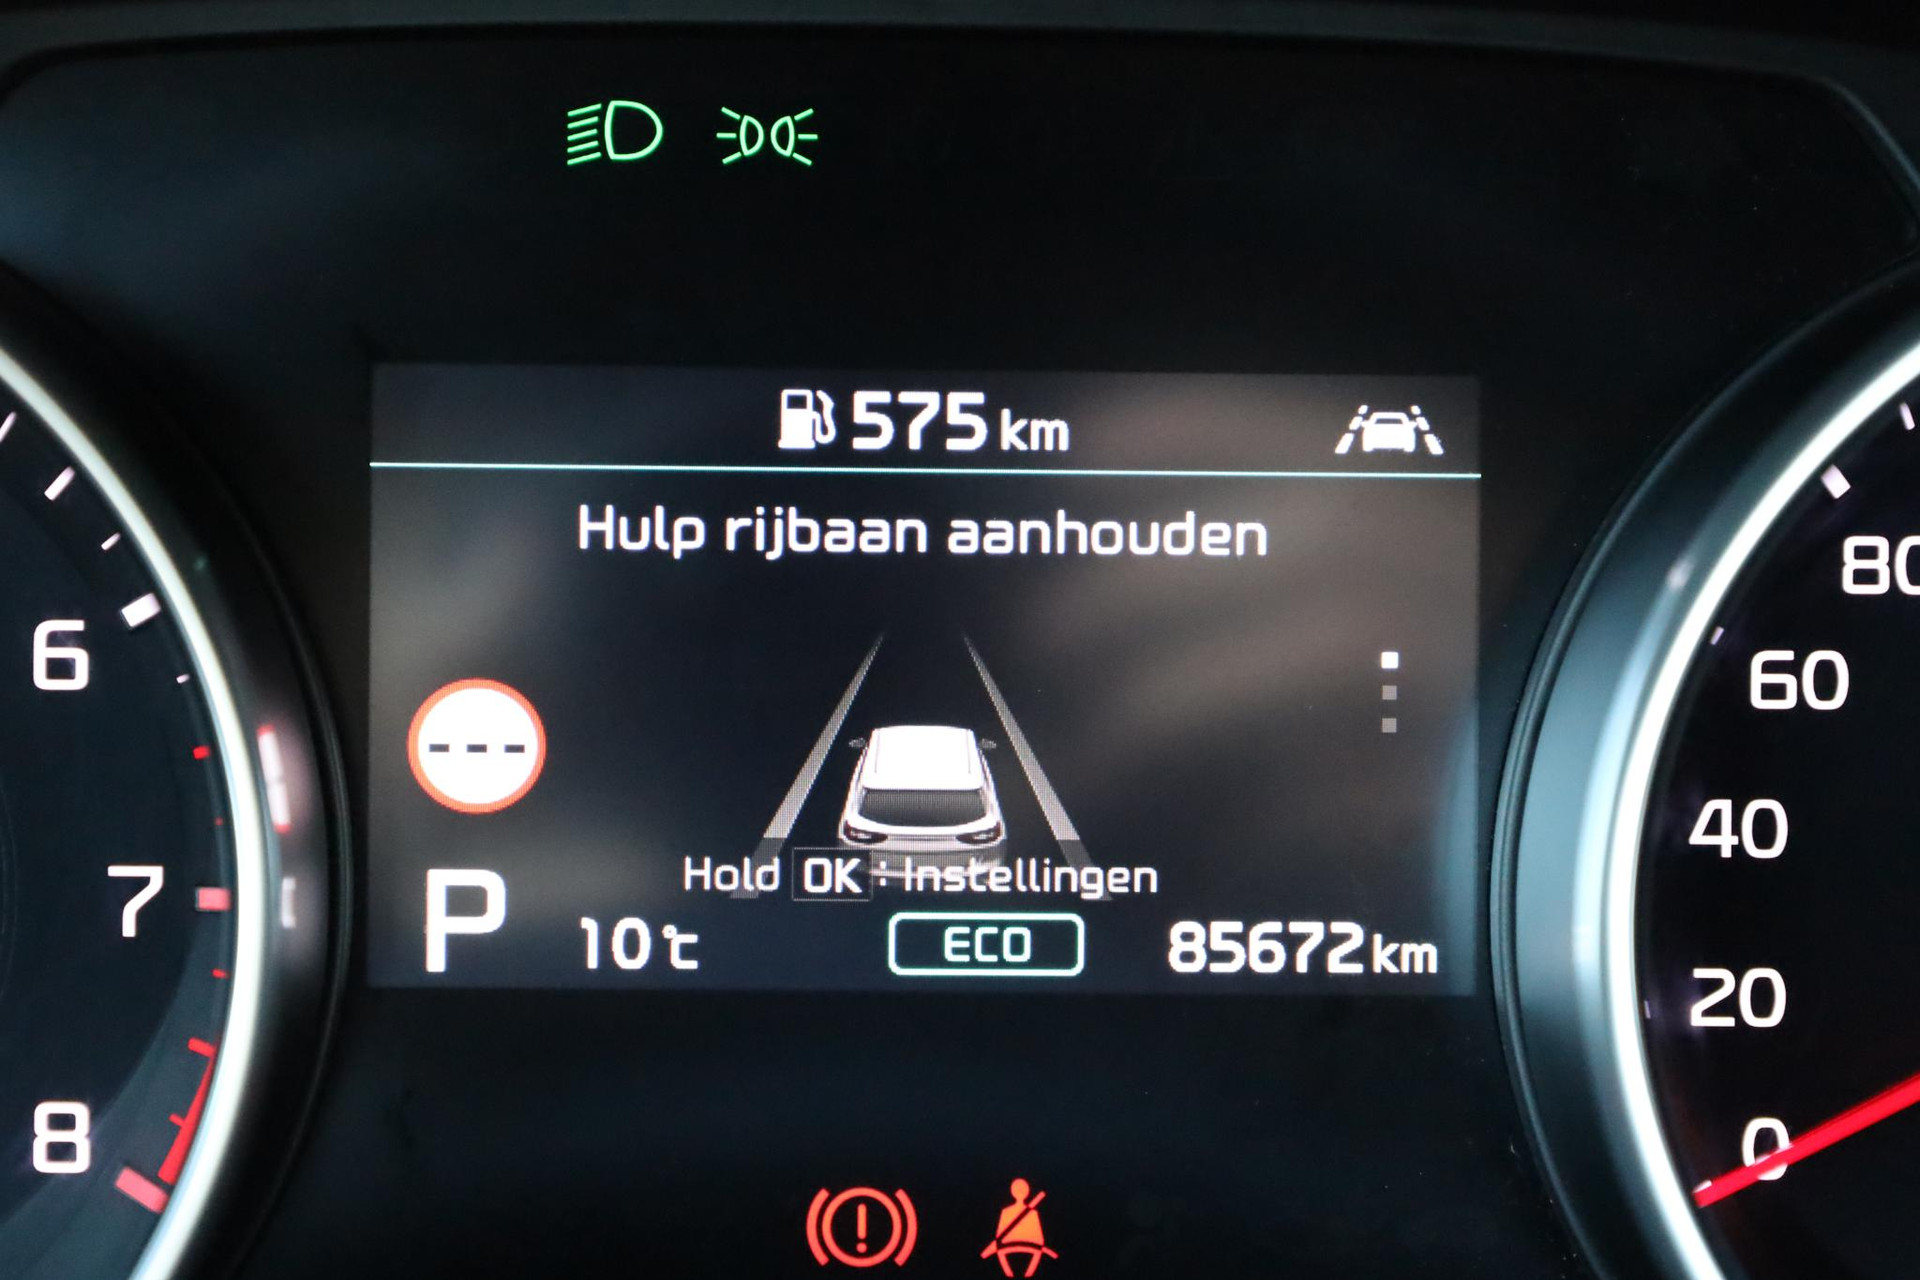 575 km
Hulp rijbaan aanhouden
---
Hold OK : Instellingen
P
10 °C
ECO
85672 km
6
7
8
80
60
40
20
0